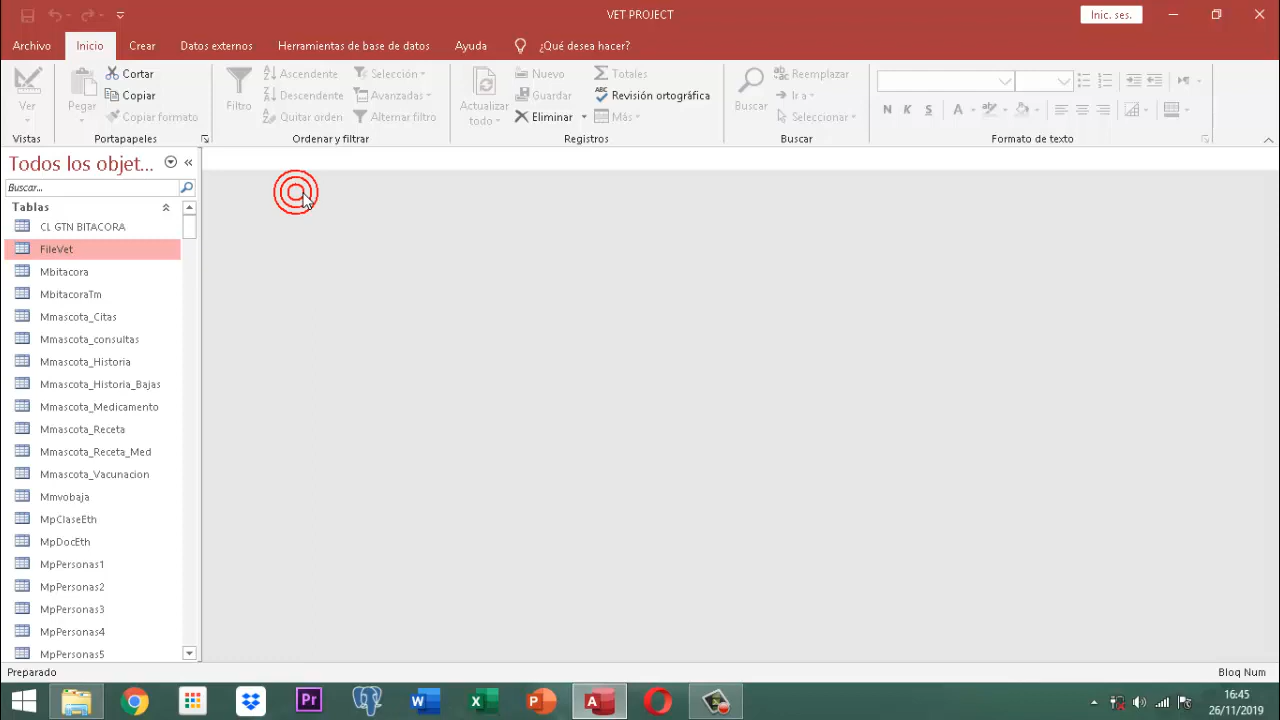 VET PROJECT
Inic. ses.
Archivo
Inicio
Crear
Datos externos
Herramientas de base de datos
Ayuda
¿Qué desea hacer?
Ver
Vistas
Pegar
Cortar
Copiar
Copiar formato
Portapapeles
Filtro
Ascendente
Descendente
Quitar orden
Selección
Avanzadas
Alternar filtro
Ordenar y filtrar
Actualizar todo
Nuevo
Guardar
Eliminar
Totales
Revisión ortográfica
Más
Registros
Buscar
Reemplazar
Ir a
Seleccionar
Buscar
N K S
A
Formato de texto
Todos los objet...
Buscar...
Tablas
CL GTN BITACORA
FileVet
Mbitacora
MbitacoraTm
Mmascota_Citas
Mmascota_consultas
Mmascota_Historia
Mmascota_Historia_Bajas
Mmascota_Medicamento
Mmascota_Receta
Mmascota_Receta_Med
Mmascota_Vacunacion
Mmvobaja
MpClaseEth
MpDocEth
MpPersonas1
MpPersonas2
MpPersonas3
MpPersonas4
MpPersonas5
Preparado
Bloq Num
Pr
W
X
P
A
16:45
26/11/2019